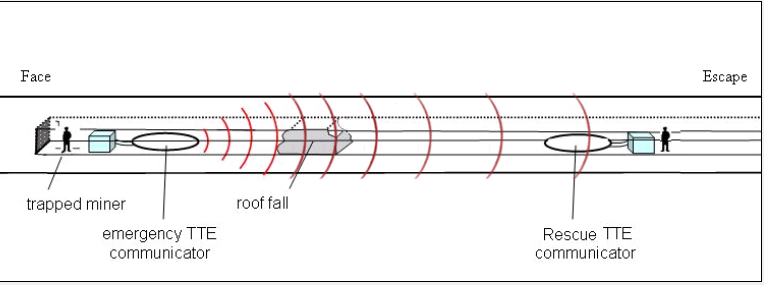 Face
Escape
trapped miner
roof fall
emergency TTE
communicator
Rescue TTE
communicator